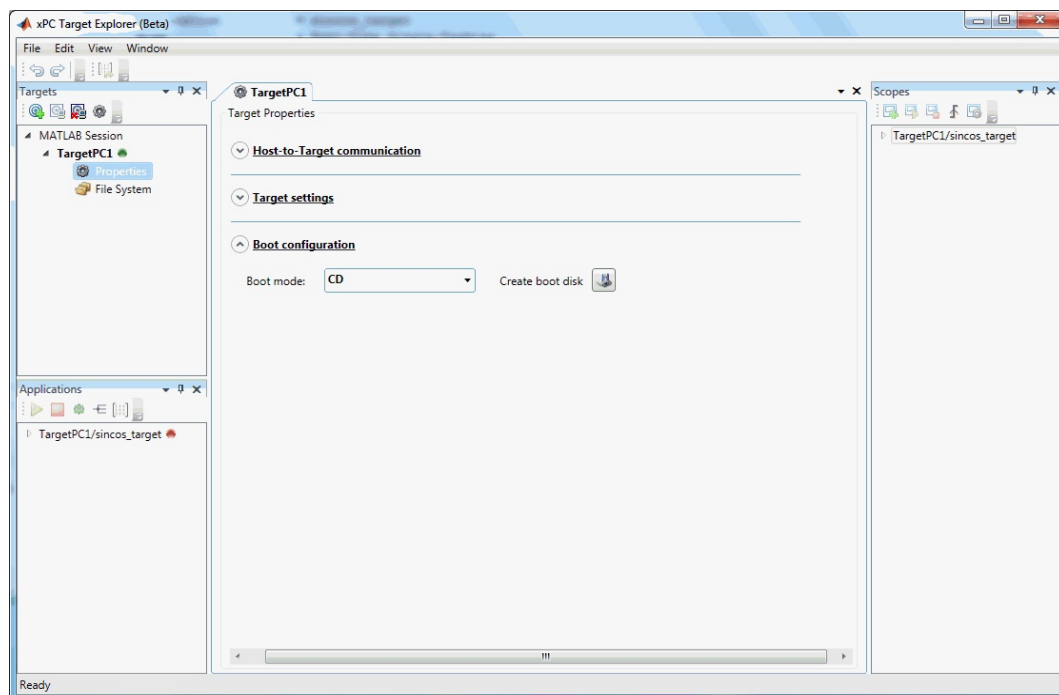 xPC Target Explorer (Beta)
File Edit View Window
Targets
MATLAB Session
TargetPC1
Properties
File System
Applications
TargetPC1/sincos_target
TargetPC1
Target Properties
Host-to-Target communication
Target settings
Boot configuration
Boot mode: CD Create boot disk
Scopes
TargetPC1/sincos_target
Ready